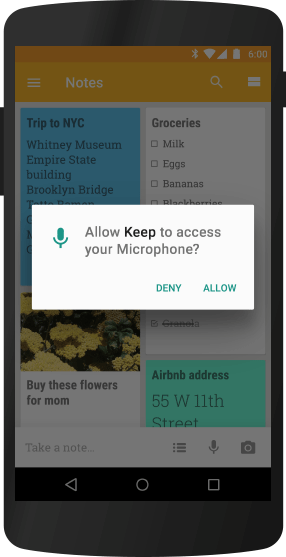 6:00
Notes
Trip to NYC
Whitney Museum
Empire State
building
Brooklyn Bridge
Groceries
Milk
Eggs
Bananas
Blackberries
Allow Keep to access
your Microphone?
DENY
ALLOW
Granola
Buy these flowers
for mom
Airbnb address
55 W 11th
Street
Take a note...